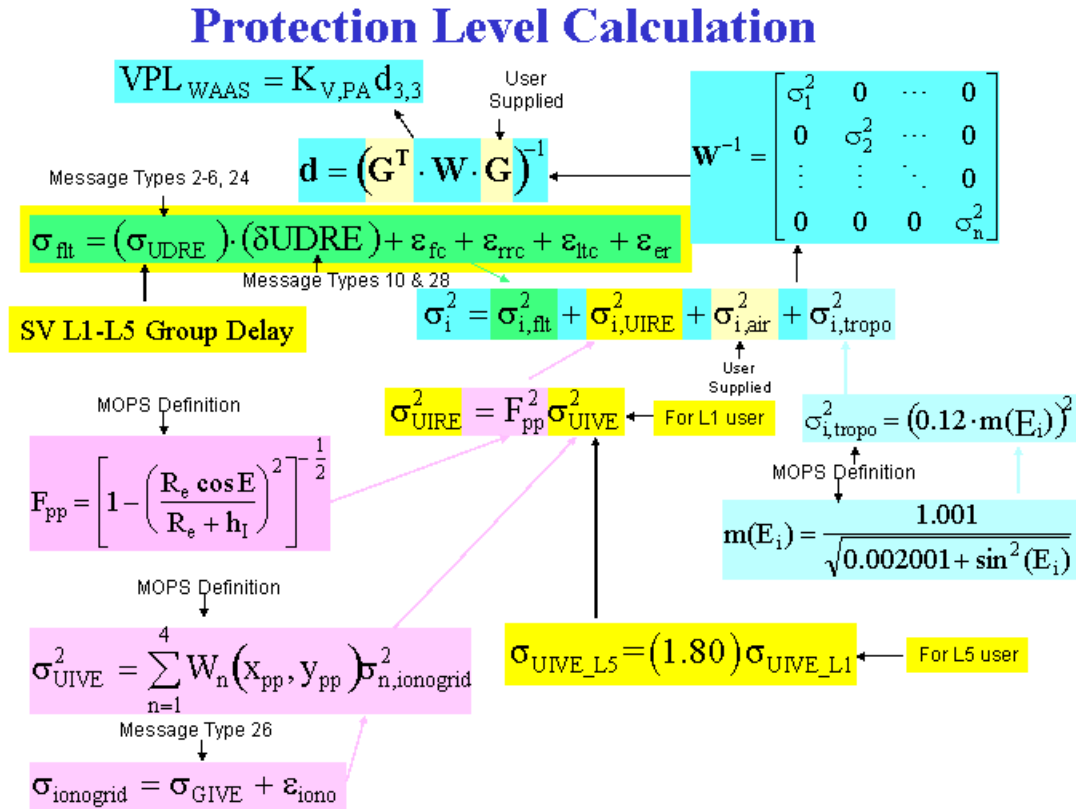 Protection Level Calculation
VPL_WAAS = K_V,PA d_3,3
User
Supplied
d = (G^T · W · G)^-1
W^-1 = [σ_1^2 0 ⋯ 0
0 σ_2^2 ⋯ 0
⋮ ⋮ ⋱ 0
0 0 0 σ_n^2]
Message Types 2-6, 24
σ_flt = (σ_UDRE)·(δUDRE) + ε_fc + ε_rrc + ε_ltc + ε_er
Message Types 10 & 28
SV L1-L5 Group Delay
σ_i^2 = σ_i,flt^2 + σ_i,UIRE^2 + σ_i,air^2 + σ_i,tropo^2
User
Supplied
MOPS Definition
σ_UIRE^2 = F_pp^2 σ_UIVE^2
For L1 user
σ_i,tropo^2 = (0.12 · m(E_i))^2
MOPS Definition
F_pp = [1 − (R_e cos E / (R_e + h_I))^2]^-1/2
m(E_i) = 1.001 / √(0.002001 + sin^2(E_i))
MOPS Definition
σ_UIVE^2 = ∑_n=1^4 W_n(x_pp, y_pp)σ_n,ionogrid^2
σ_UIVE_L5 = (1.80) σ_UIVE_L1
For L5 user
Message Type 26
σ_ionogrid = σ_GIVE + ε_iono